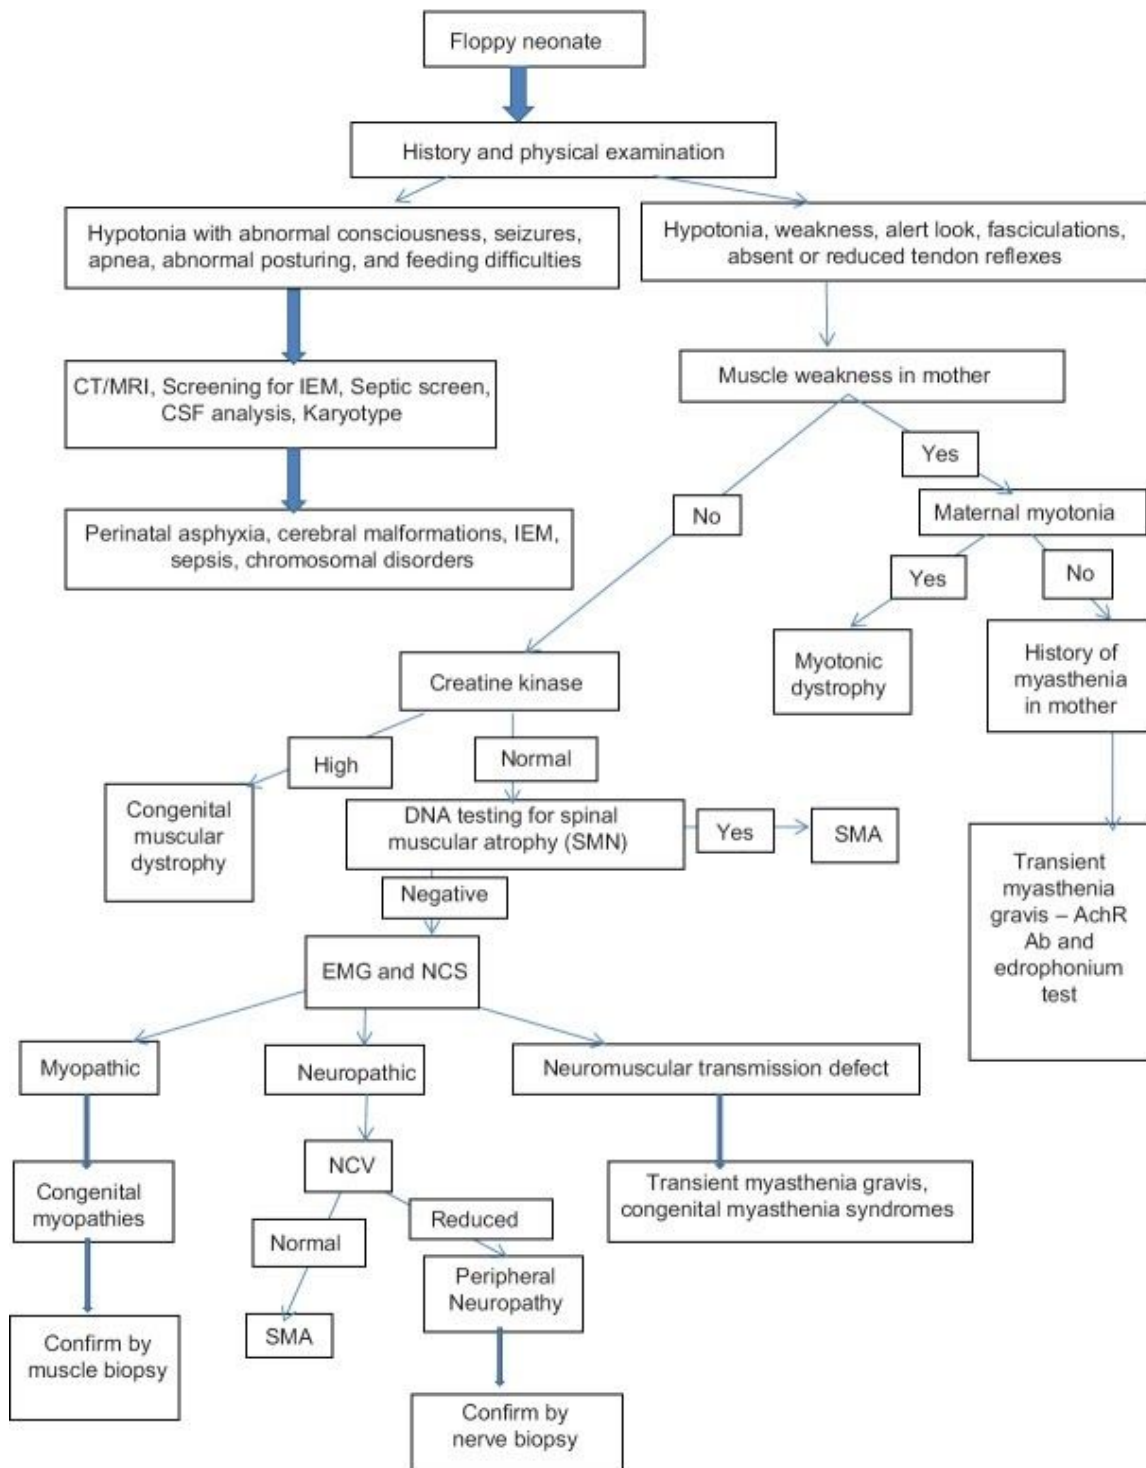 Floppy neonate
History and physical examination
Hypotonia with abnormal consciousness, seizures,
apnea, abnormal posturing, and feeding difficulties
Hypotonia, weakness, alert look, fasciculations,
absent or reduced tendon reflexes
CT/MRI, Screening for IEM, Septic screen,
CSF analysis, Karyotype
Muscle weakness in mother
Yes
No
Maternal myotonia
Perinatal asphyxia, cerebral malformations, IEM,
sepsis, chromosomal disorders
Yes
No
Myotonic
dystrophy
History of
myasthenia
in mother
Creatine kinase
High
Normal
Congenital
muscular
dystrophy
DNA testing for spinal
muscular atrophy (SMN)
Yes
SMA
Transient
myasthenia
gravis – AchR
Ab and
edrophonium
test
Negative
EMG and NCS
Myopathic
Neuropathic
Neuromuscular transmission defect
NCV
Congenital
myopathies
Transient myasthenia gravis,
congenital myasthenia syndromes
Normal
Reduced
Peripheral
Neuropathy
SMA
Confirm by
muscle biopsy
Confirm by
nerve biopsy